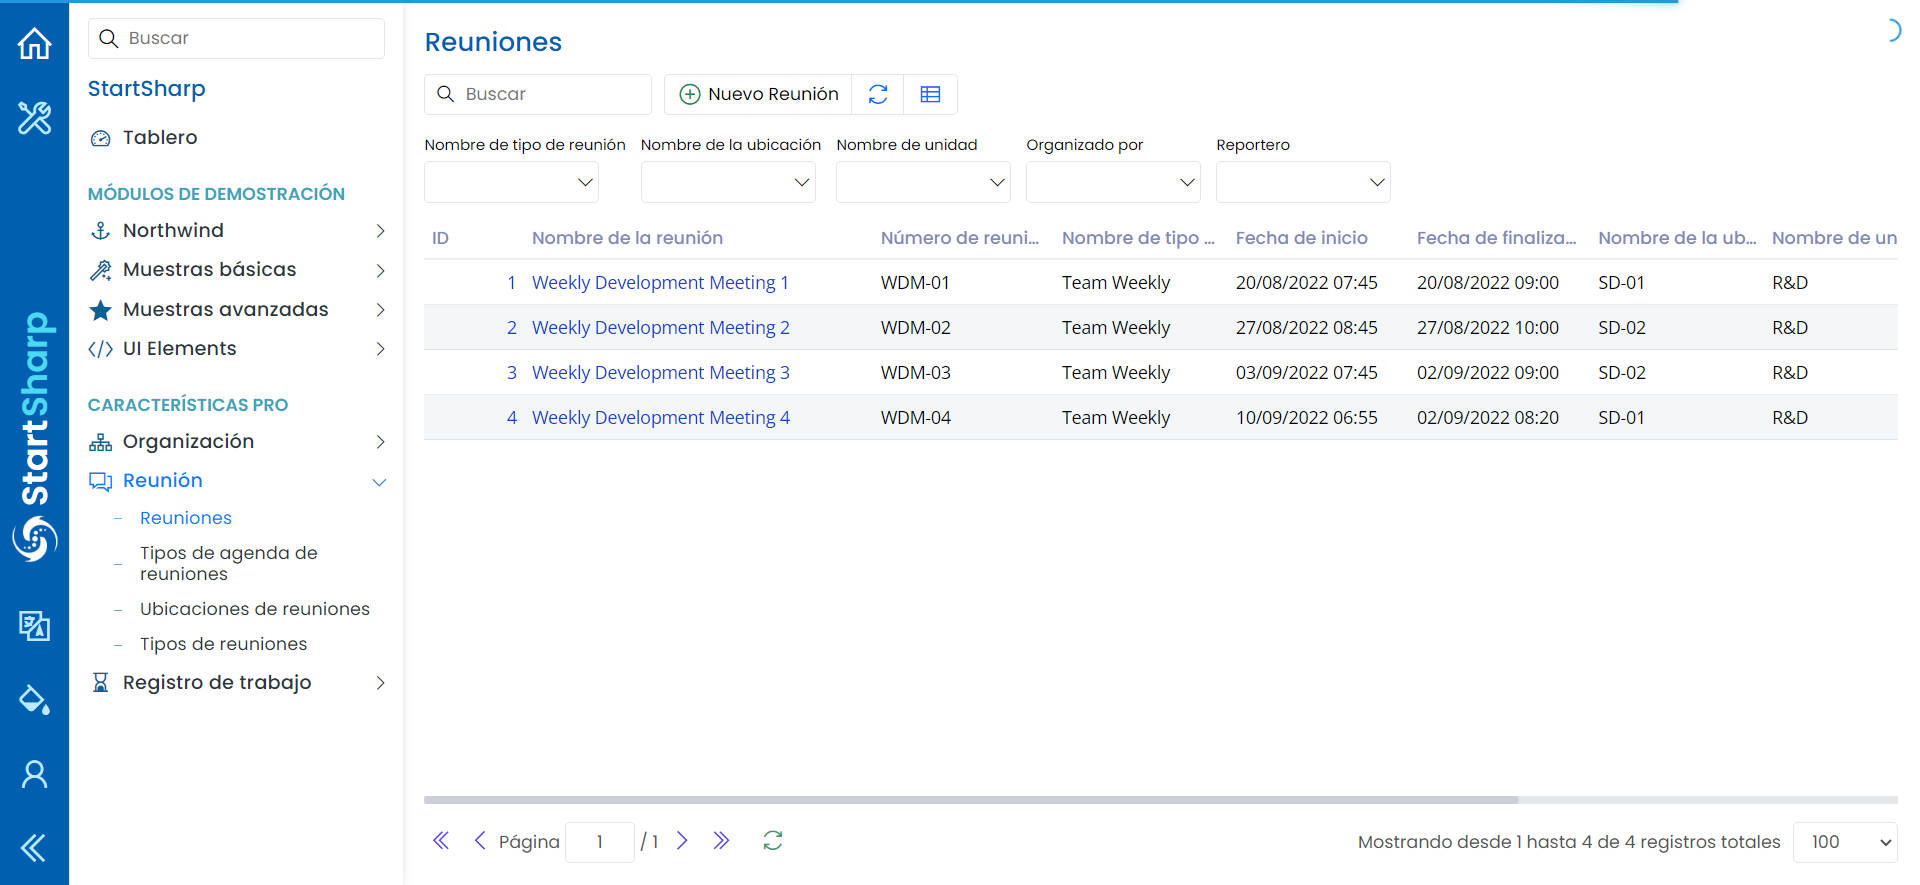 StartSharp
Buscar
StartSharp
Tablero
MÓDULOS DE DEMOSTRACIÓN
Northwind
Muestras básicas
Muestras avanzadas
UI Elements
CARACTERÍSTICAS PRO
Organización
Reunión
Reuniones
Tipos de agenda de
reuniones
Ubicaciones de reuniones
Tipos de reuniones
Registro de trabajo
Reuniones
Buscar
Nuevo Reunión
Nombre de tipo de reunión Nombre de la ubicación Nombre de unidad Organizado por Reportero
ID Nombre de la reunión Número de reuni... Nombre de tipo ... Fecha de inicio Fecha de finaliza... Nombre de la ub... Nombre de un
1 Weekly Development Meeting 1 WDM-01 Team Weekly 20/08/2022 07:45 20/08/2022 09:00 SD-01 R&D
2 Weekly Development Meeting 2 WDM-02 Team Weekly 27/08/2022 08:45 27/08/2022 10:00 SD-02 R&D
3 Weekly Development Meeting 3 WDM-03 Team Weekly 03/09/2022 07:45 02/09/2022 09:00 SD-02 R&D
4 Weekly Development Meeting 4 WDM-04 Team Weekly 10/09/2022 06:55 02/09/2022 08:20 SD-01 R&D
Página 1 / 1
Mostrando desde 1 hasta 4 de 4 registros totales 100